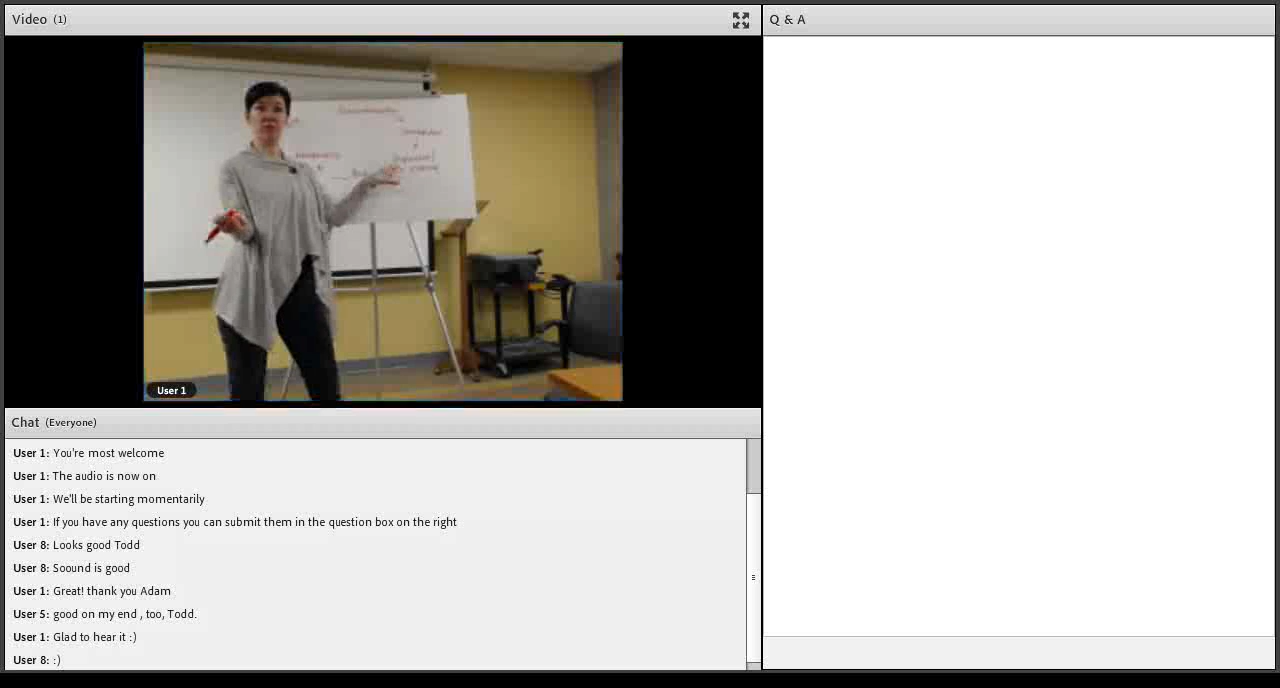 Video (1)
Q & A
User 1
Chat (Everyone)
User 1: You're most welcome
User 1: The audio is now on
User 1: We'll be starting momentarily
User 1: If you have any questions you can submit them in the question box on the right
User 8: Looks good Todd
User 8: Soound is good
User 1: Great! thank you Adam
User 5: good on my end , too, Todd.
User 1: Glad to hear it :)
User 8: :)